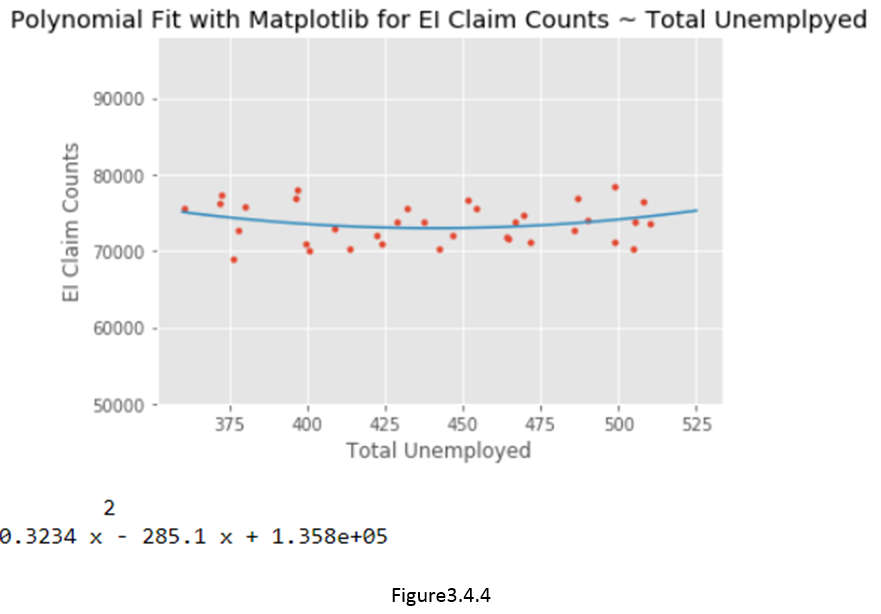 Polynomial Fit with Matplotlib for EI Claim Counts ~ Total Unemplpyed
EI Claim Counts
90000
80000
70000
60000
50000
375 400 425 450 475 500 525
Total Unemployed
2
0.3234 x - 285.1 x + 1.358e+05
Figure3.4.4